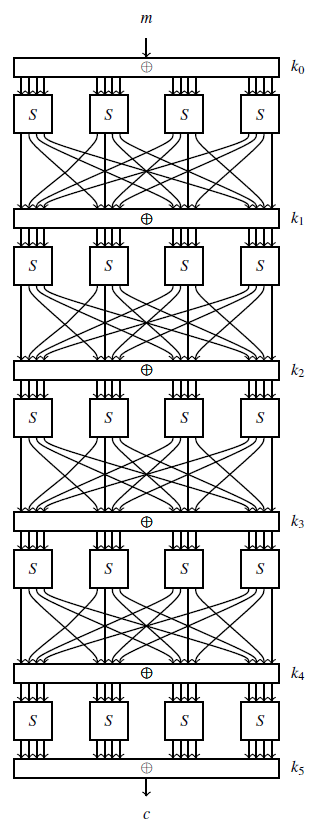 m
⊕ k₀
S S S S
⊕ k₁
S S S S
⊕ k₂
S S S S
⊕ k₃
S S S S
⊕ k₄
S S S S
⊕ k₅
c